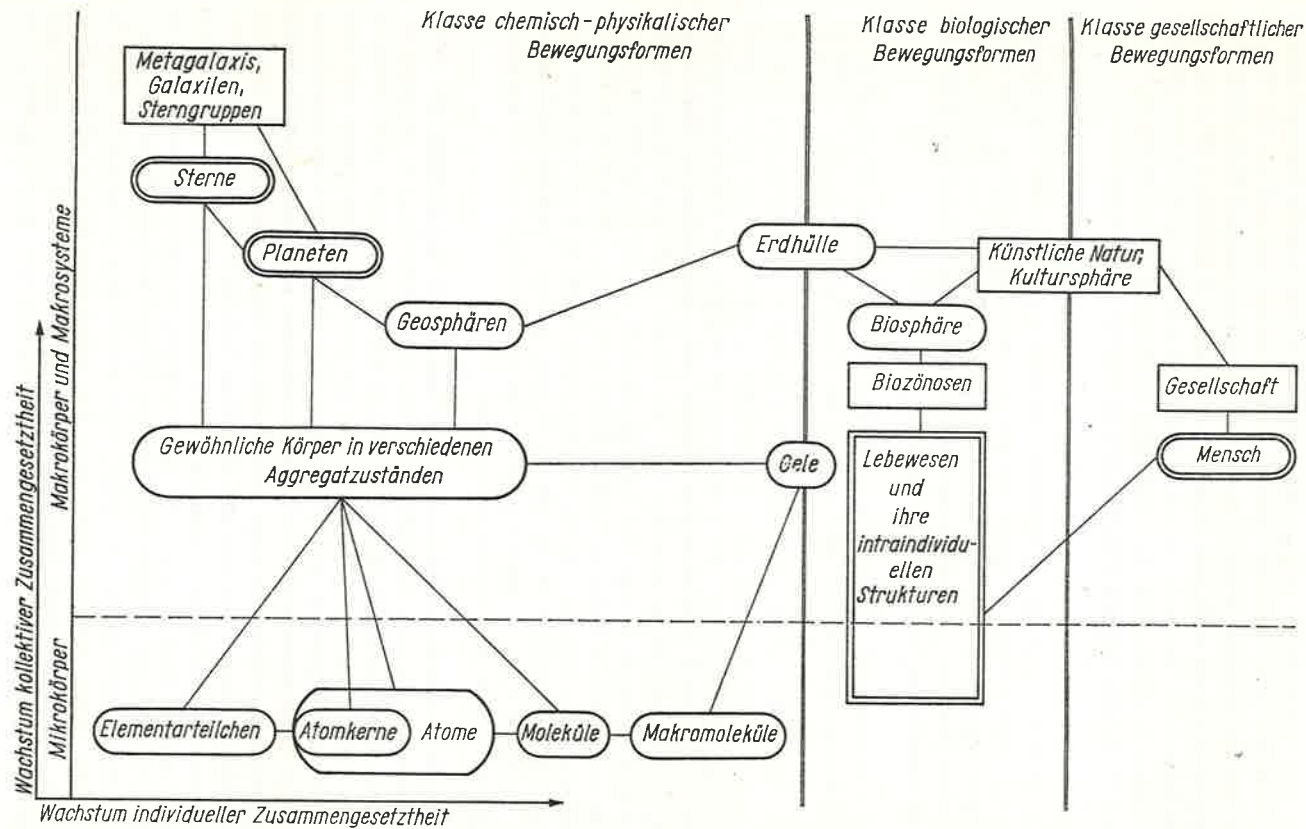 Klasse chemisch-physikalischer
Bewegungsformen
Klasse biologischer
Bewegungsformen
Klasse gesellschaftlicher
Bewegungsformen
Metagalaxis,
Galaxilen,
Sterngruppen
Sterne
Planeten
Geosphären
Erdhülle
Künstliche Natur,
Kultursphäre
Biosphäre
Biozönosen
Gesellschaft
Mensch
Gewöhnliche Körper in verschiedenen
Aggregatzuständen
Gele
Lebewesen
und
ihre
intraindividu-
ellen
Strukturen
Elementarteilchen
Atomkerne
Atome
Moleküle
Makromoleküle
Wachstum kollektiver Zusammengesetztheit
Makrokörper und Makrosysteme
Mikrokörper
Wachstum individueller Zusammengesetztheit